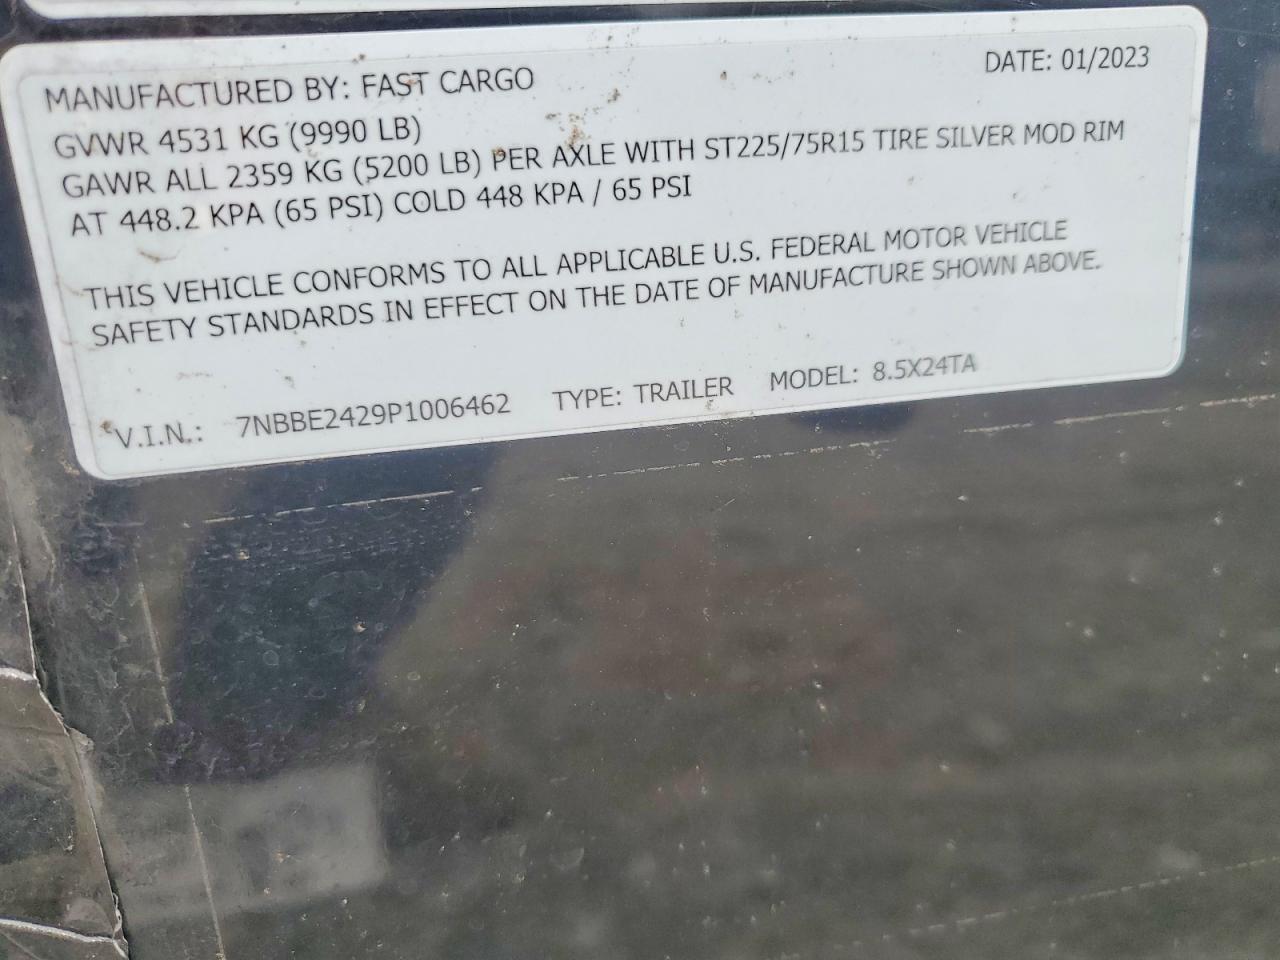 MANUFACTURED BY: FAST CARGO DATE: 01/2023
GVWR 4531 KG (9990 LB)
GAWR ALL 2359 KG (5200 LB) PER AXLE WITH ST225/75R15 TIRE SILVER MOD RIM
AT 448.2 KPA (65 PSI) COLD 448 KPA / 65 PSI
THIS VEHICLE CONFORMS TO ALL APPLICABLE U.S. FEDERAL MOTOR VEHICLE
SAFETY STANDARDS IN EFFECT ON THE DATE OF MANUFACTURE SHOWN ABOVE.
V.I.N.: 7NBBE2429P1006462 TYPE: TRAILER MODEL: 8.5X24TA